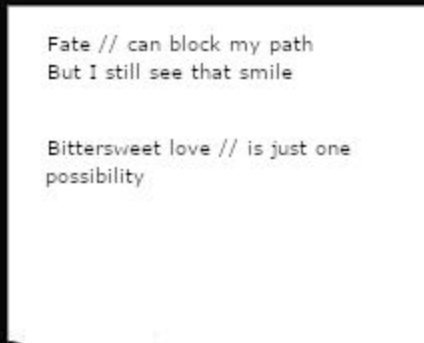 Fate // can block my path
But I still see that smile
Bittersweet love // is just one
possibility